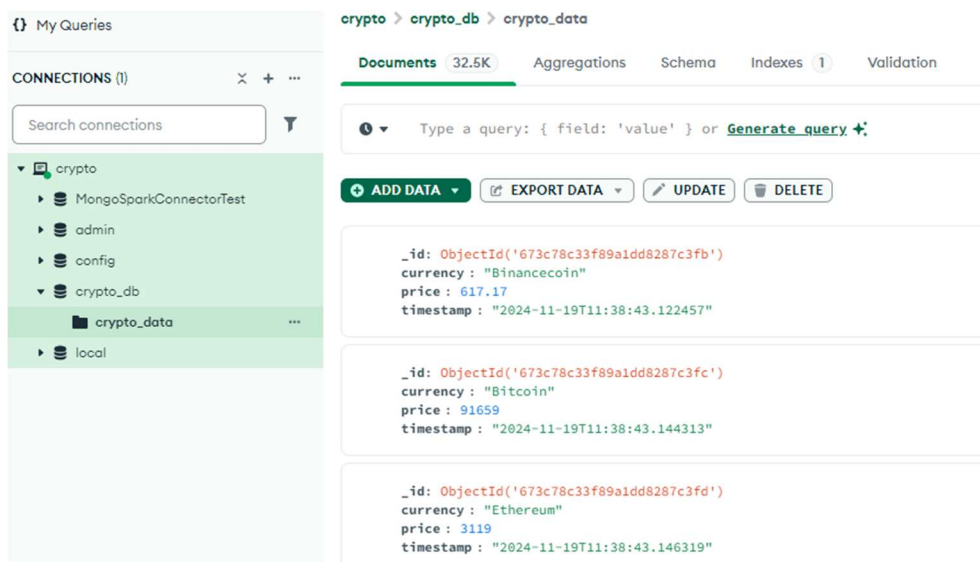 {} My Queries
CONNECTIONS (1)
Search connections
crypto
MongoSparkConnectorTest
admin
config
crypto_db
crypto_data
local
crypto > crypto_db > crypto_data
Documents 32.5K Aggregations Schema Indexes 1 Validation
Type a query: { field: 'value' } or Generate query
ADD DATA EXPORT DATA UPDATE DELETE
_id: ObjectId('673c78c33f89a1dd8287c3fb')
currency : "Binancecoin"
price : 617.17
timestamp : "2024-11-19T11:38:43.122457"
_id: ObjectId('673c78c33f89a1dd8287c3fc')
currency : "Bitcoin"
price : 91659
timestamp : "2024-11-19T11:38:43.144313"
_id: ObjectId('673c78c33f89a1dd8287c3fd')
currency : "Ethereum"
price : 3119
timestamp : "2024-11-19T11:38:43.146319"